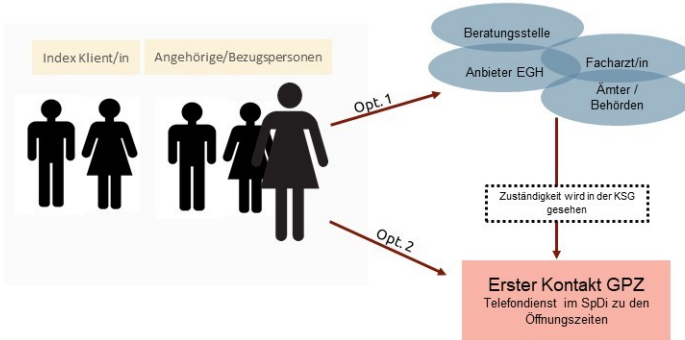 Index Klient/in
Angehörige/Bezugspersonen
Opt. 1
Opt. 2
Beratungsstelle
Anbieter EGH
Facharzt/in
Ämter /
Behörden
Zuständigkeit wird in der KSG
gesehen
Erster Kontakt GPZ
Telefondienst im SpDi zu den
Öffnungszeiten